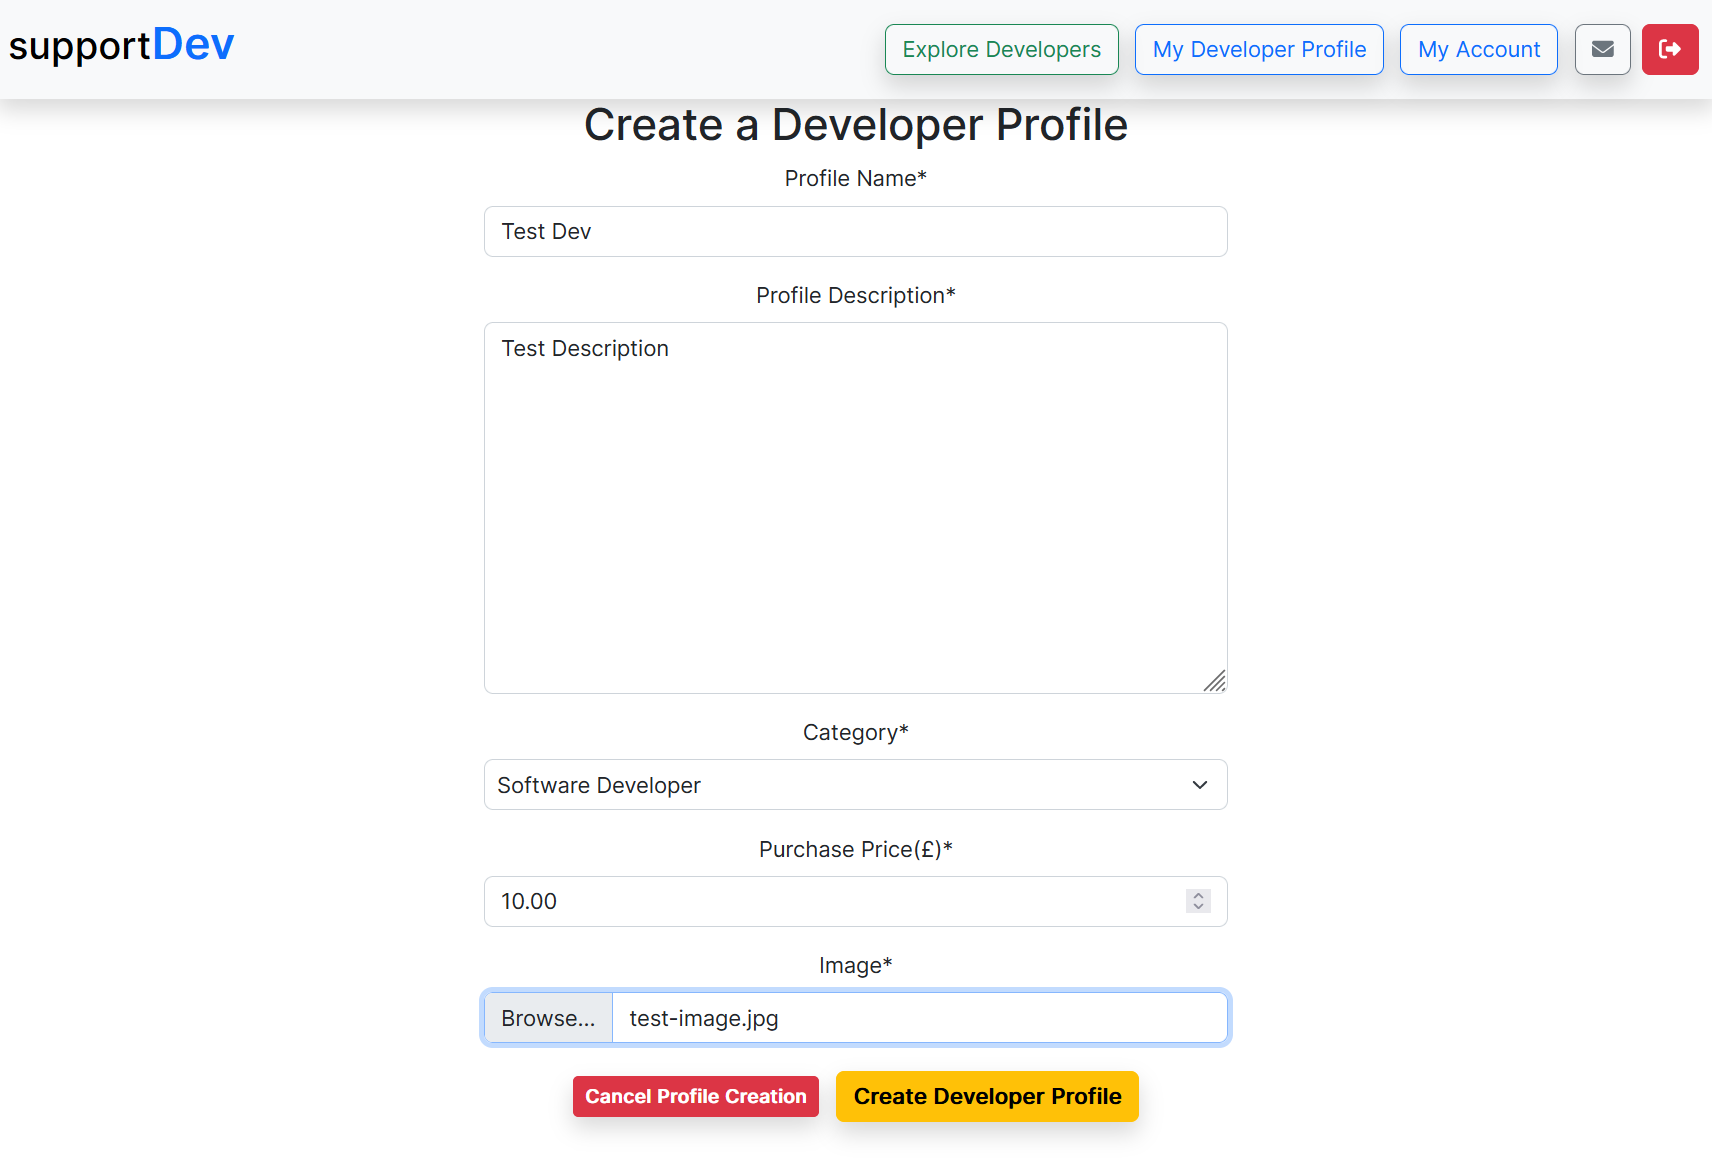 supportDev
Explore Developers
My Developer Profile
My Account
Create a Developer Profile
Profile Name*
Test Dev
Profile Description*
Test Description
Category*
Software Developer
Purchase Price(£)*
10.00
Image*
Browse... test-image.jpg
Cancel Profile Creation
Create Developer Profile